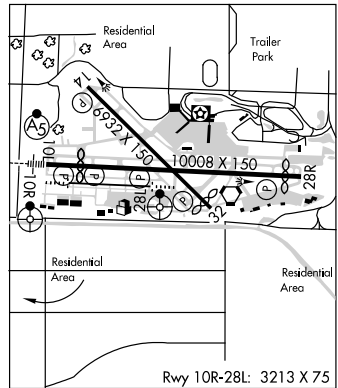 Residential
Area
Trailer
Park
14
P
6932 X 150
A5
10L
10R
10008 X 150
28R
P
P
P
P
P
28L
32
Residential
Area
Residential
Area
Rwy 10R-28L: 3213 X 75